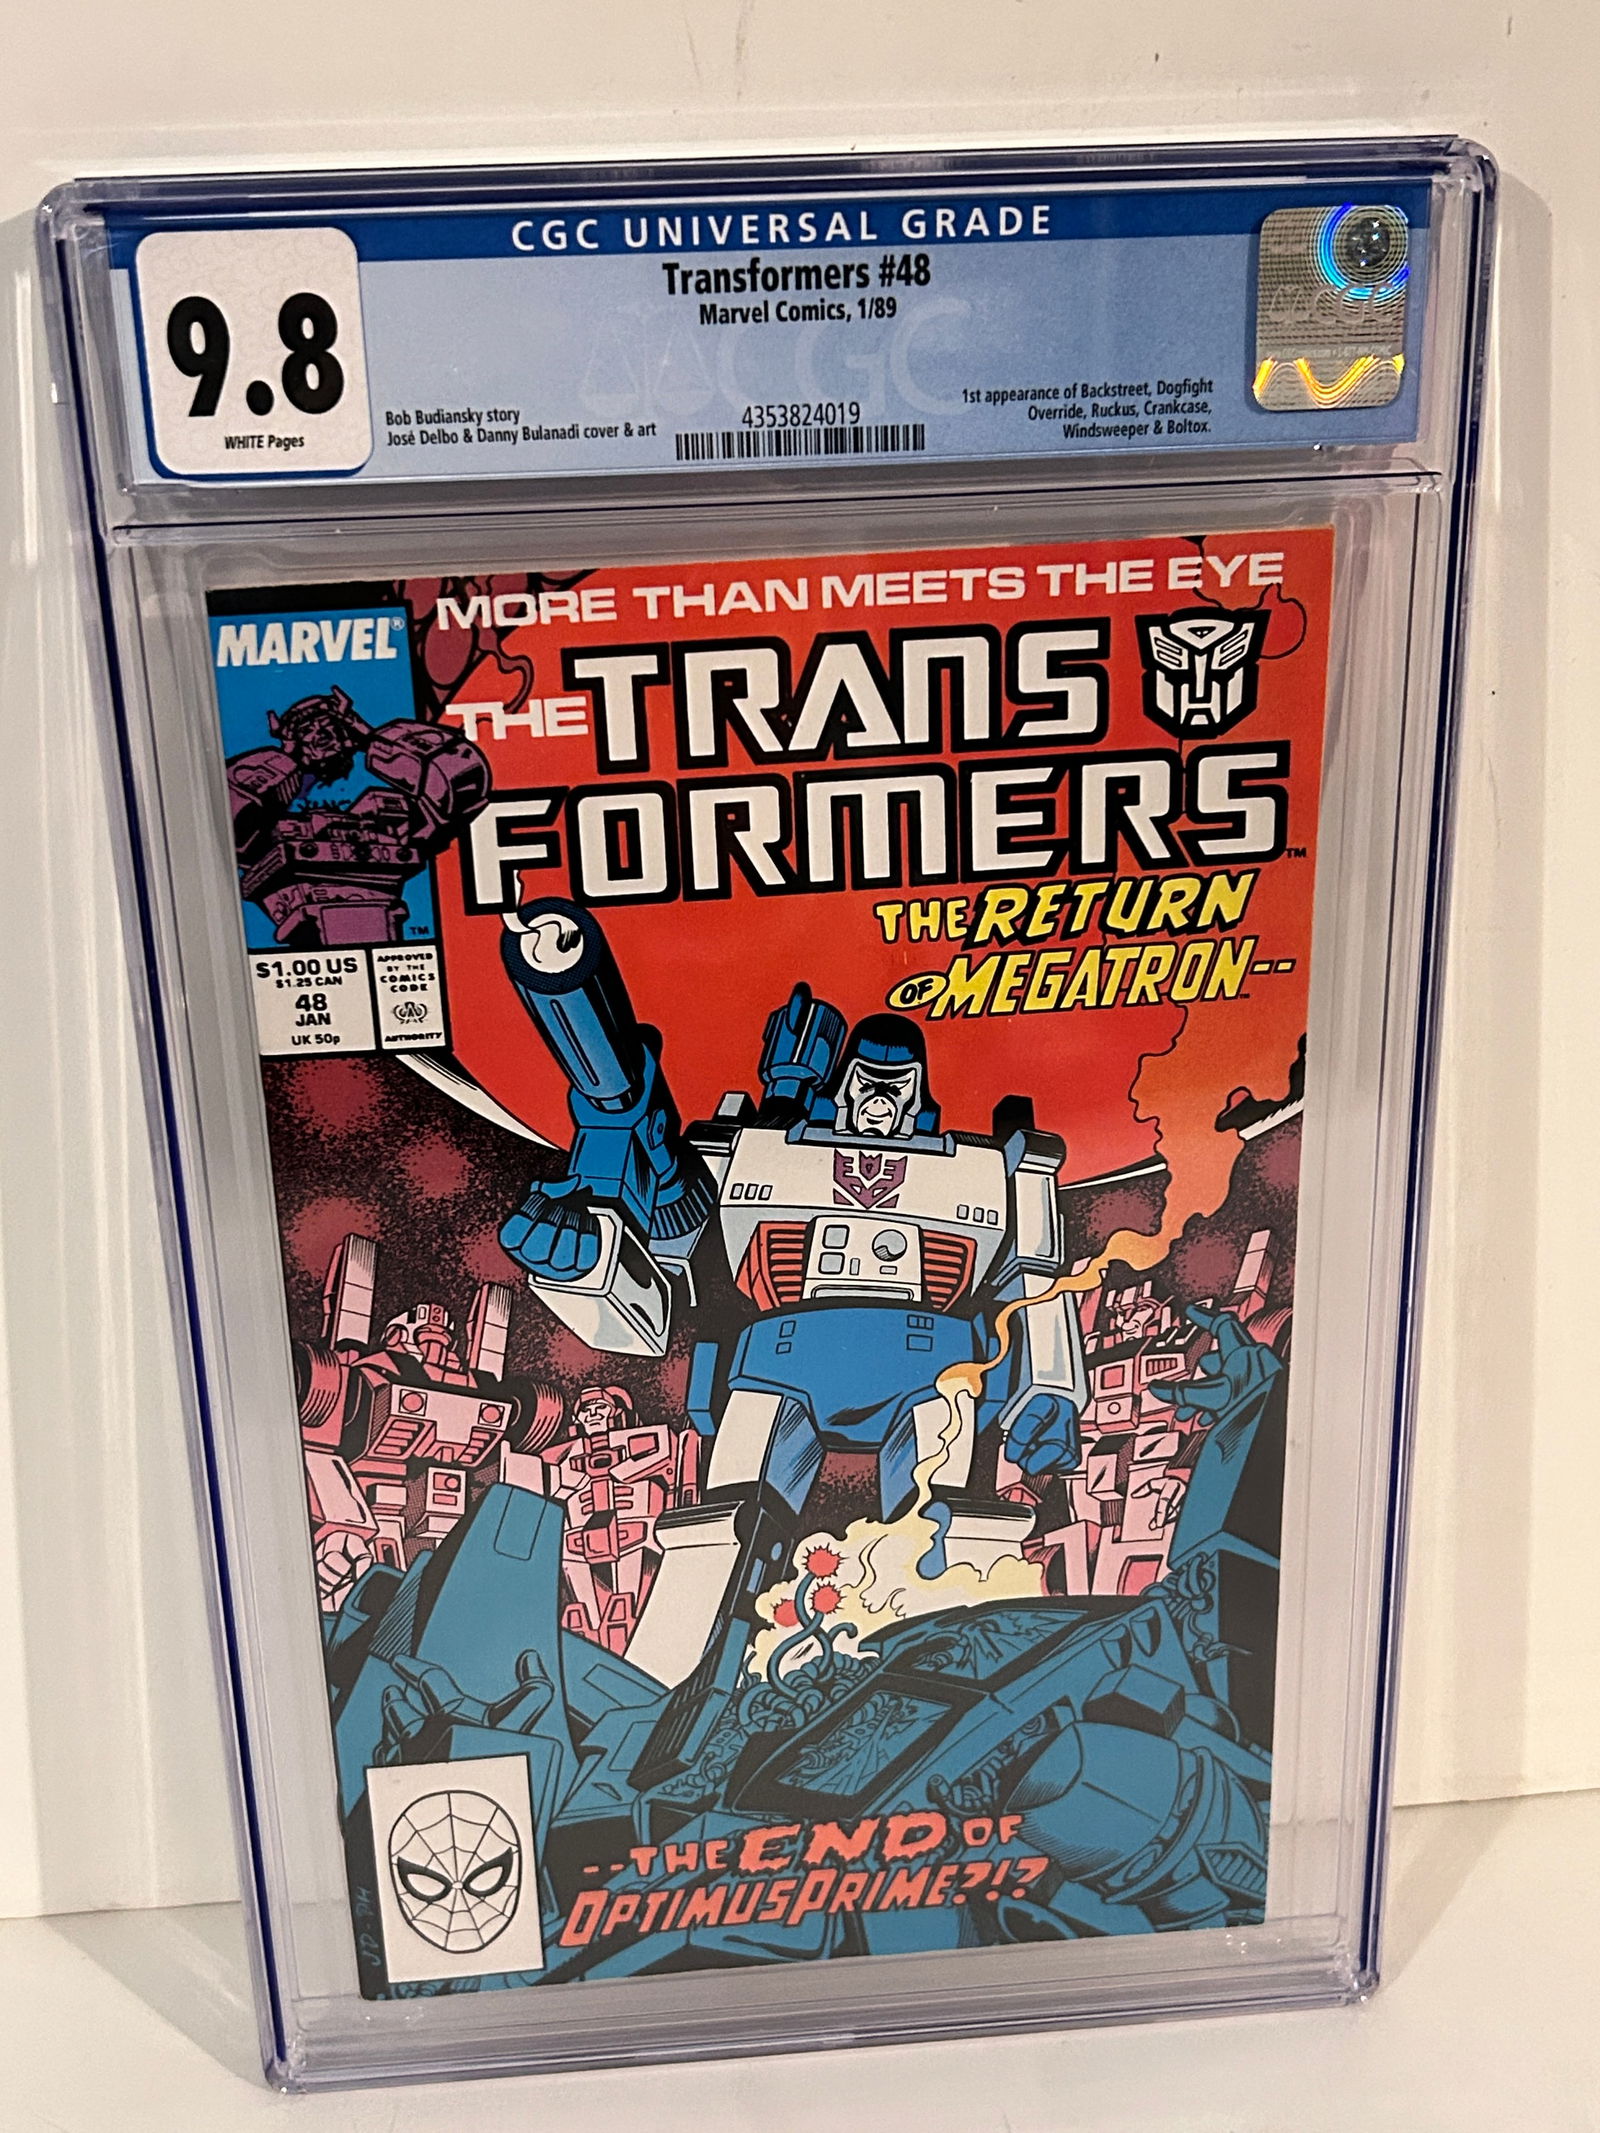 CGC UNIVERSAL GRADE
9.8
WHITE Pages
Transformers #48
Marvel Comics, 1/89
Bob Budiansky story
José Delbo & Danny Bulanadi cover & art
4353824019
1st appearance of Backstreet, Dogfight
Override, Ruckus, Crankcase,
Windsweeper & Boltox.
CGC
MORE THAN MEETS THE EYE
MARVEL®
THE TRANS
FORMERS™
TM
$1.00 US
$1.25 CAN
48
JAN
UK 50p
APPROVED
BY THE
COMICS
CODE
AUTHORITY
THE RETURN
OF MEGATRON--
--THE END OF
OPTIMUS PRIME?!?